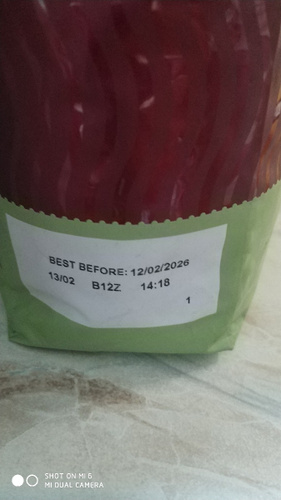 BEST BEFORE: 12/02/2026
13/02 B12Z 14:18
1
SHOT ON MI 6
MI DUAL CAMERA